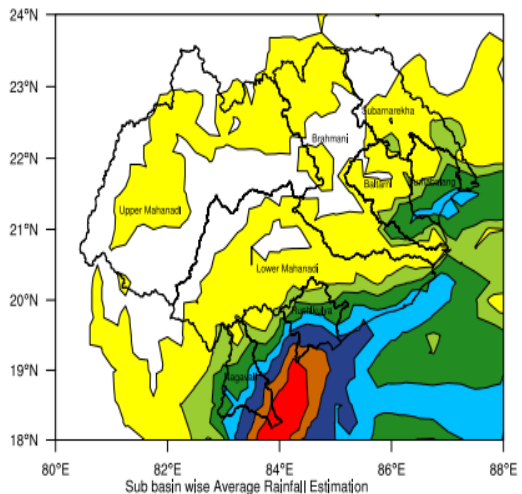 24°N
23°N
Subarnarekha
Brahmani
22°N
Baitarni
Upper Mahanadi
21°N
Lower Mahanadi
20°N
Rushikulya
19°N
Nagavali
18°N
80°E 82°E 84°E 86°E 88°E
Sub basin wise Average Rainfall Estimation